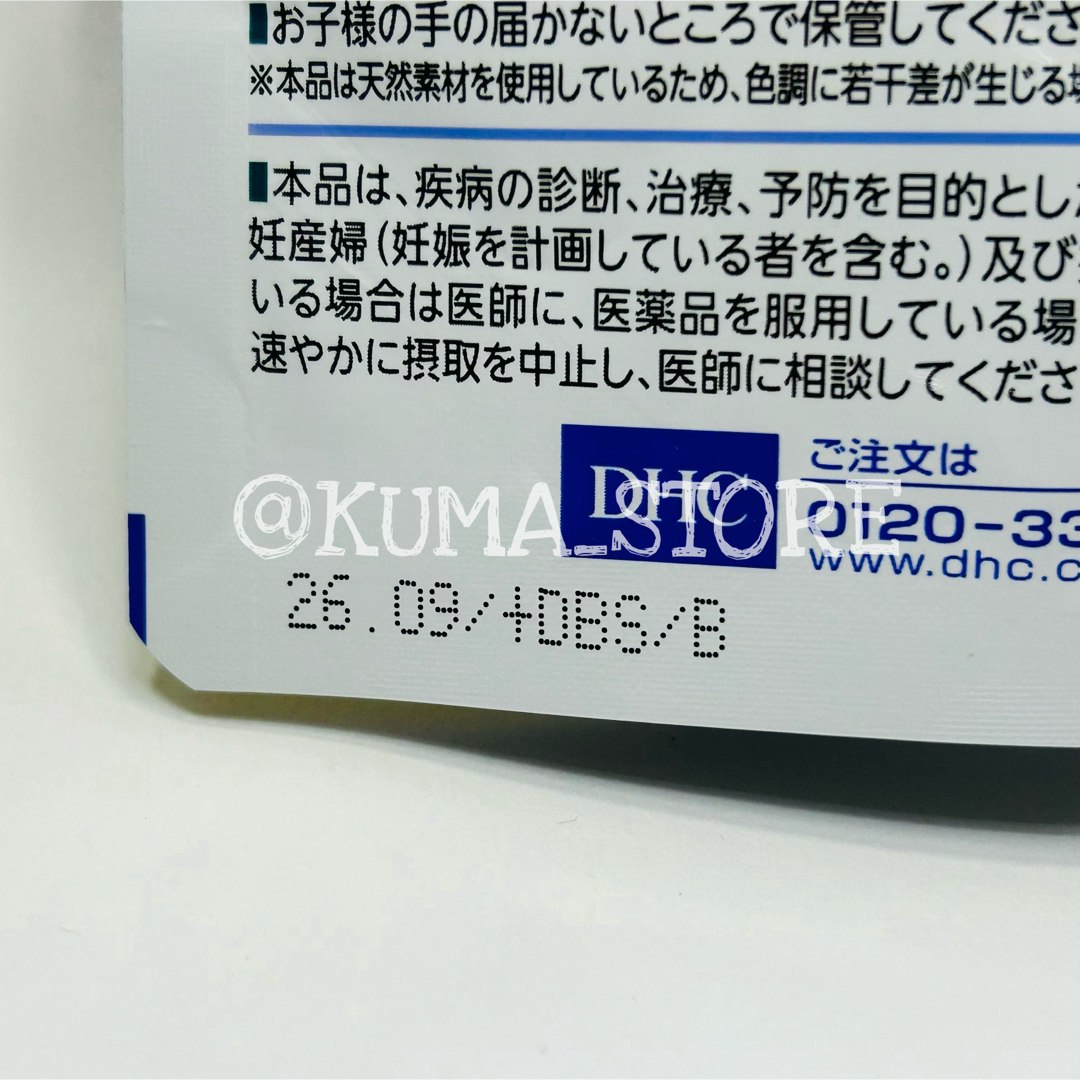 ▮お子様の手の届かないところで保管してくださ
※本品は天然素材を使用しているため、色調に若干差が生じる場
▮本品は、疾病の診断、治療、予防を目的とした
妊産婦(妊娠を計画している者を含む。)及び
いる場合は医師に、医薬品を服用している場
速やかに摂取を中止し、医師に相談してくださ
DHC
ご注文は
0120-33
www.dhc.c
@KUMA_STORE
26.09/+DBS/B